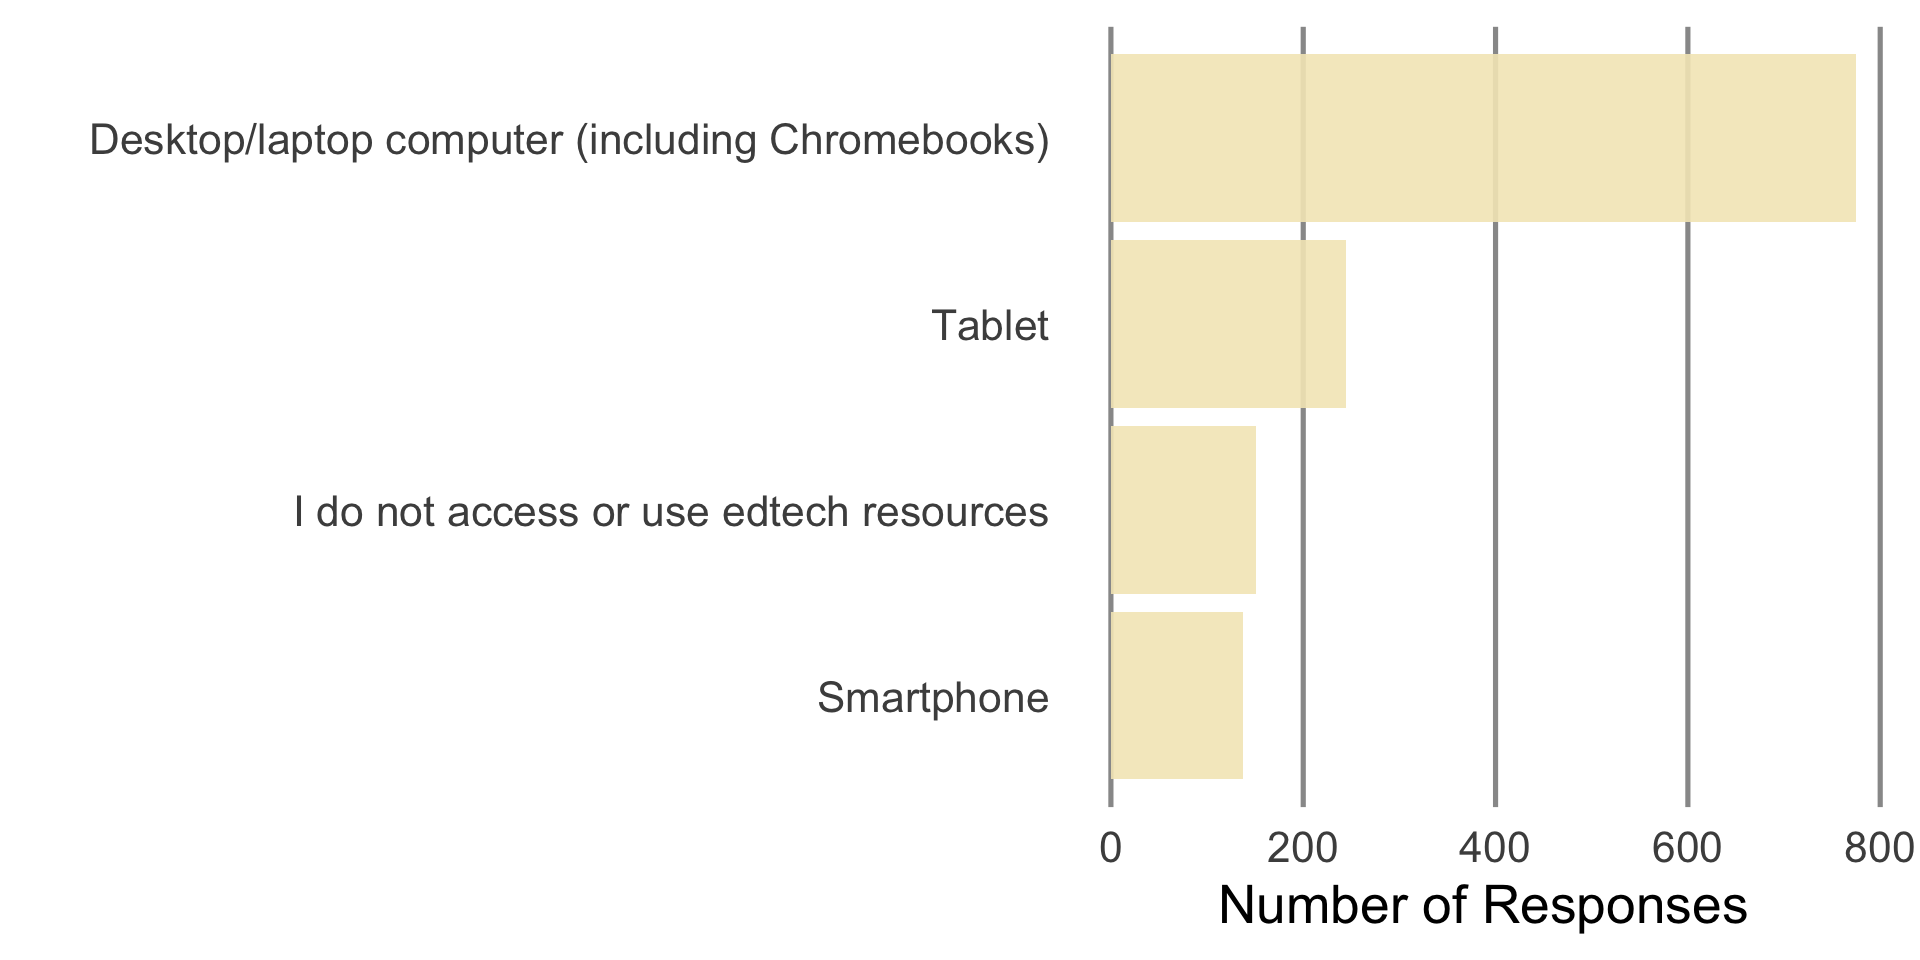 Desktop/laptop computer (including Chromebooks)
Tablet
I do not access or use edtech resources
Smartphone
0 200 400 600 800
Number of Responses